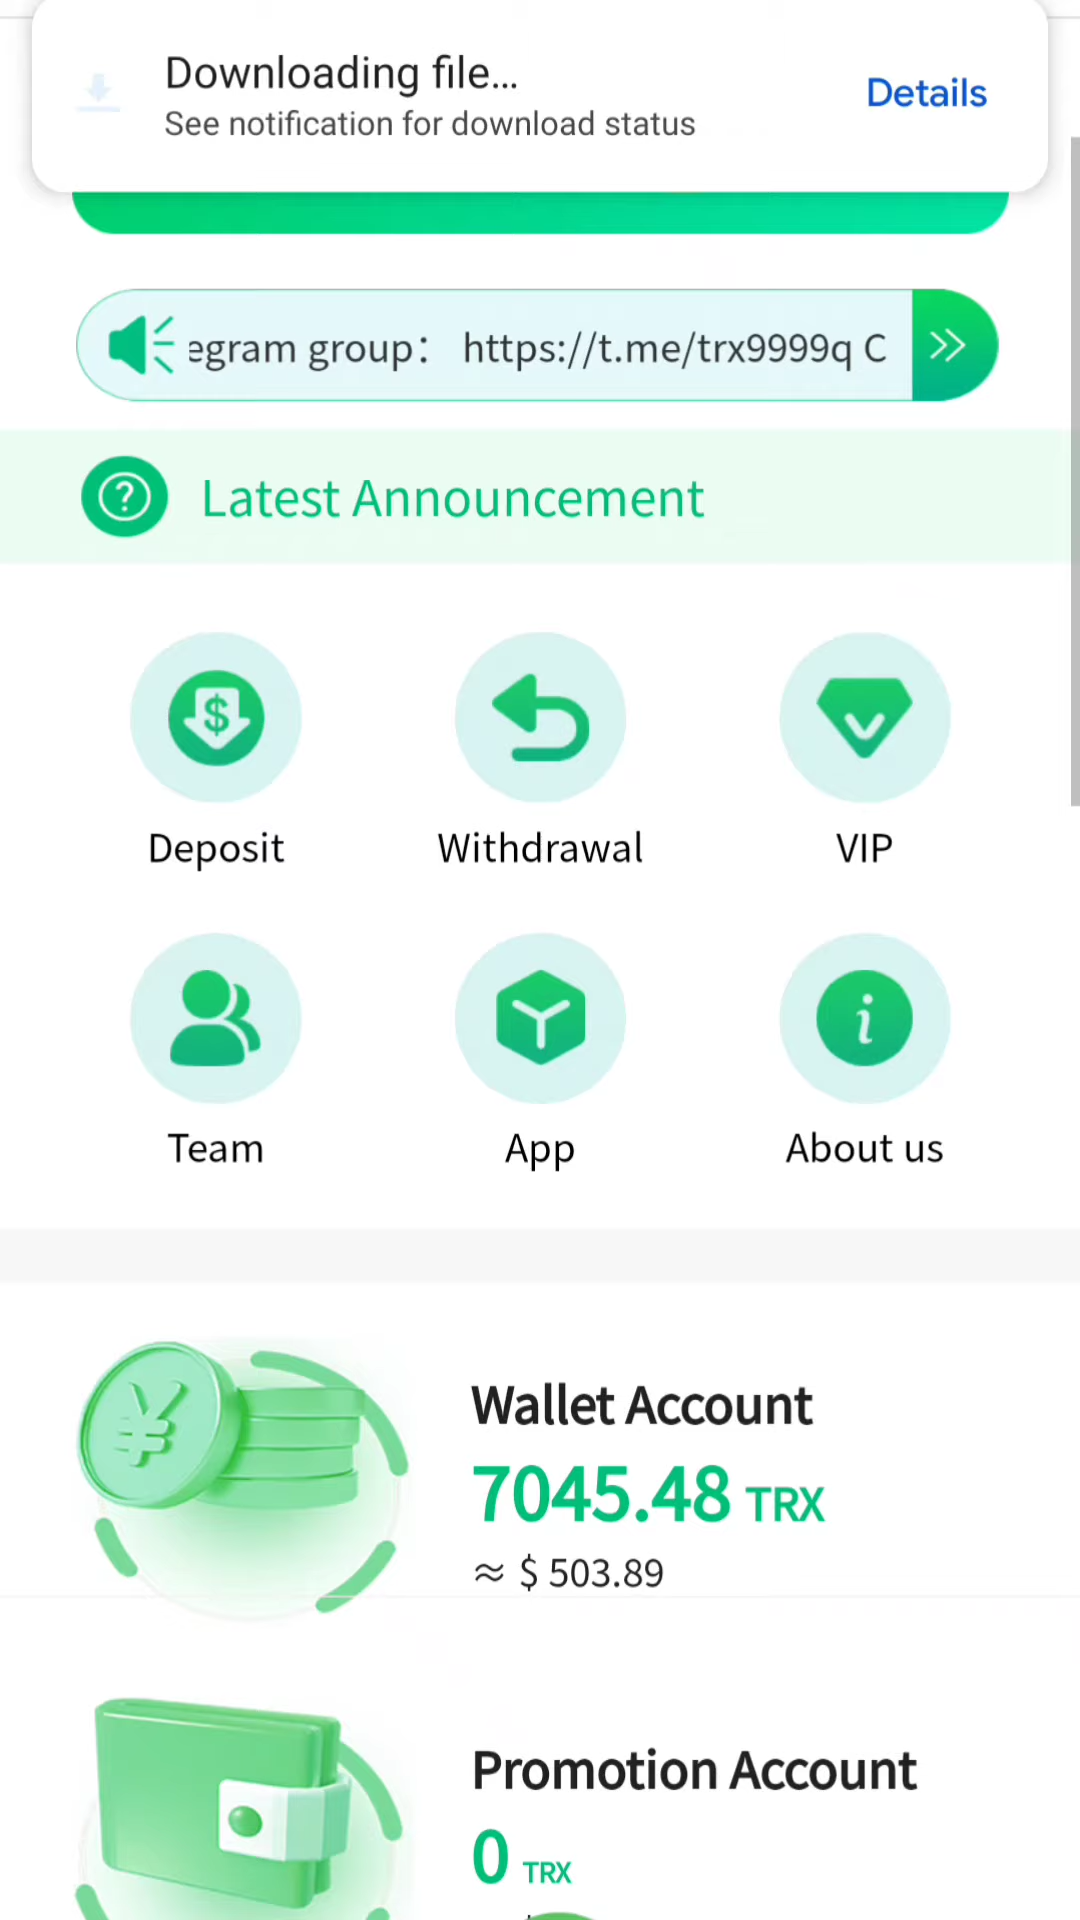 Downloading file...
See notification for download status
Details
egram group： https://t.me/trx9999q C
Latest Announcement
Deposit
Withdrawal
VIP
Team
App
About us
Wallet Account
7045.48 TRX
≈ $ 503.89
Promotion Account
0 TRX